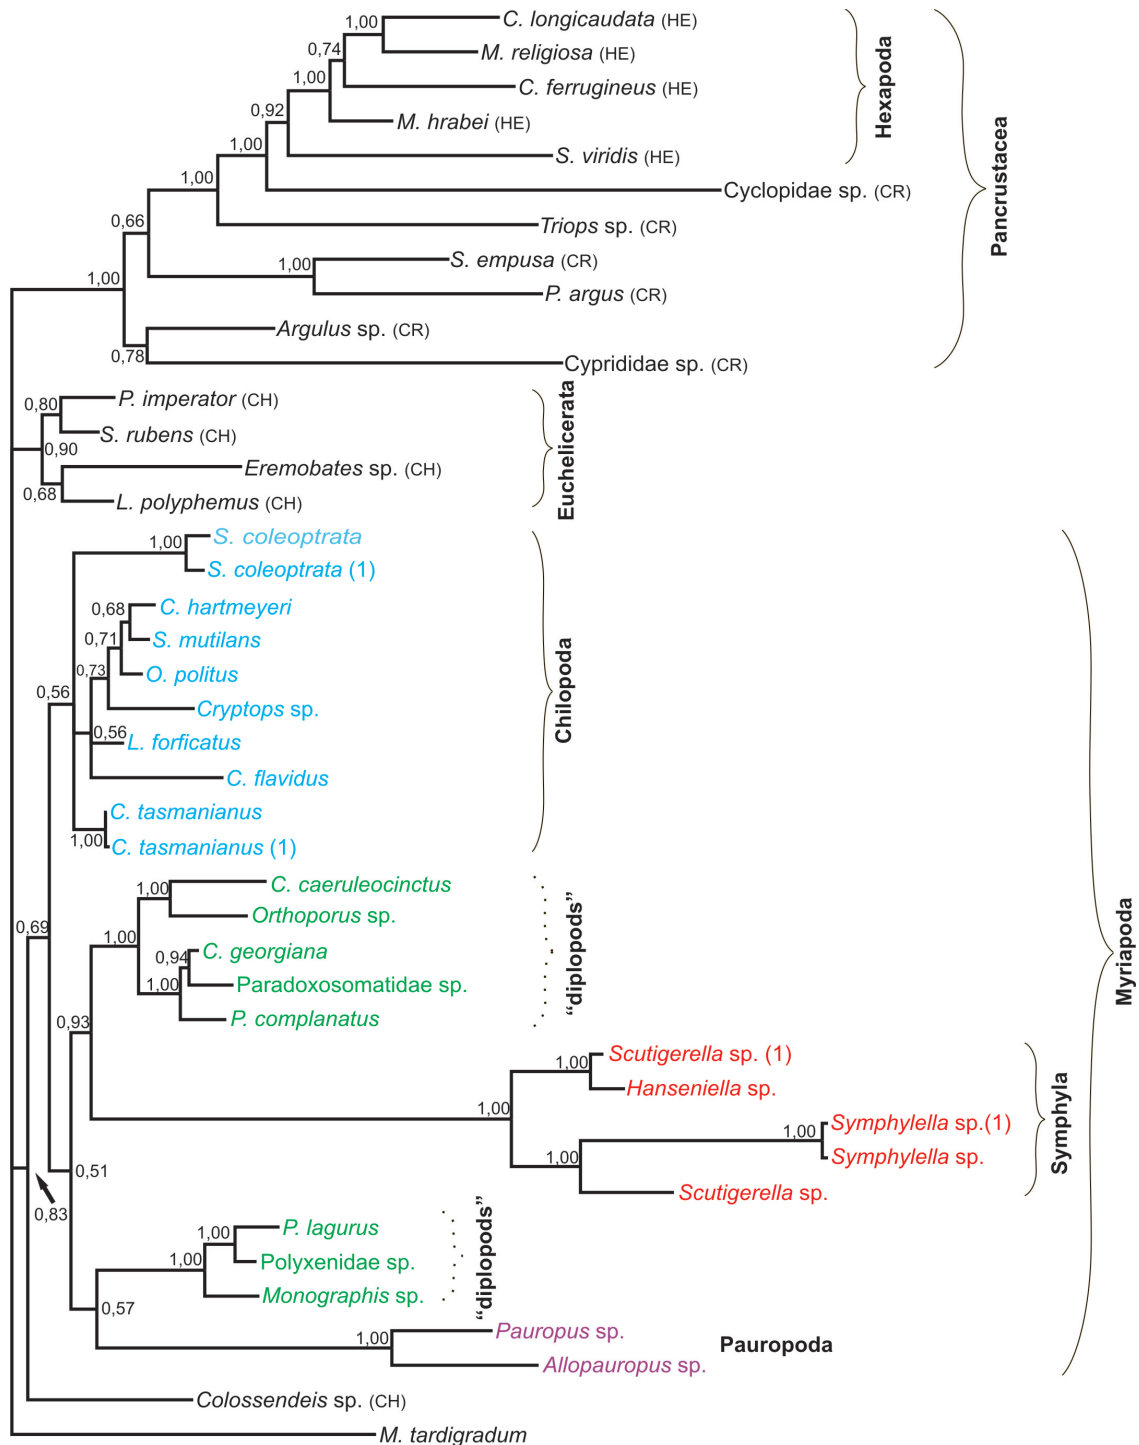 C. longicaudata (HE)
1,00
M. religiosa (HE)
0,74
C. ferrugineus (HE)
1,00
M. hrabei (HE)
0,92
S. viridis (HE)
1,00
Hexapoda
Cyclopidae sp. (CR)
1,00
Triops sp. (CR)
0,66
S. empusa (CR)
1,00
P. argus (CR)
1,00
Argulus sp. (CR)
0,78
Cyprididae sp. (CR)
Pancrustacea
P. imperator (CH)
0,80
S. rubens (CH)
0,90
Eremobates sp. (CH)
0,68
L. polyphemus (CH)
Euchelicerata
S. coleoptrata
1,00
S. coleoptrata (1)
C. hartmeyeri
0,68
S. mutilans
0,71
O. politus
0,73
Cryptops sp.
0,56
0,56
L. forficatus
C. flavidus
C. tasmanianus
1,00
C. tasmanianus (1)
Chilopoda
C. caeruleocinctus
1,00
Orthoporus sp.
0,69
1,00
C. georgiana
0,94
Paradoxosomatidae sp.
1,00
P. complanatus
“diplopods”
0,93
Scutigerella sp. (1)
1,00
Hanseniella sp.
1,00
Symphylella sp.(1)
1,00
Symphylella sp.
1,00
Scutigerella sp.
Symphyla
0,51
0,83
P. lagurus
1,00
Polyxenidae sp.
1,00
Monographis sp.
“diplopods”
0,57
Pauropus sp.
1,00
Allopauropus sp.
Pauropoda
Myriapoda
Colossendeis sp. (CH)
M. tardigradum